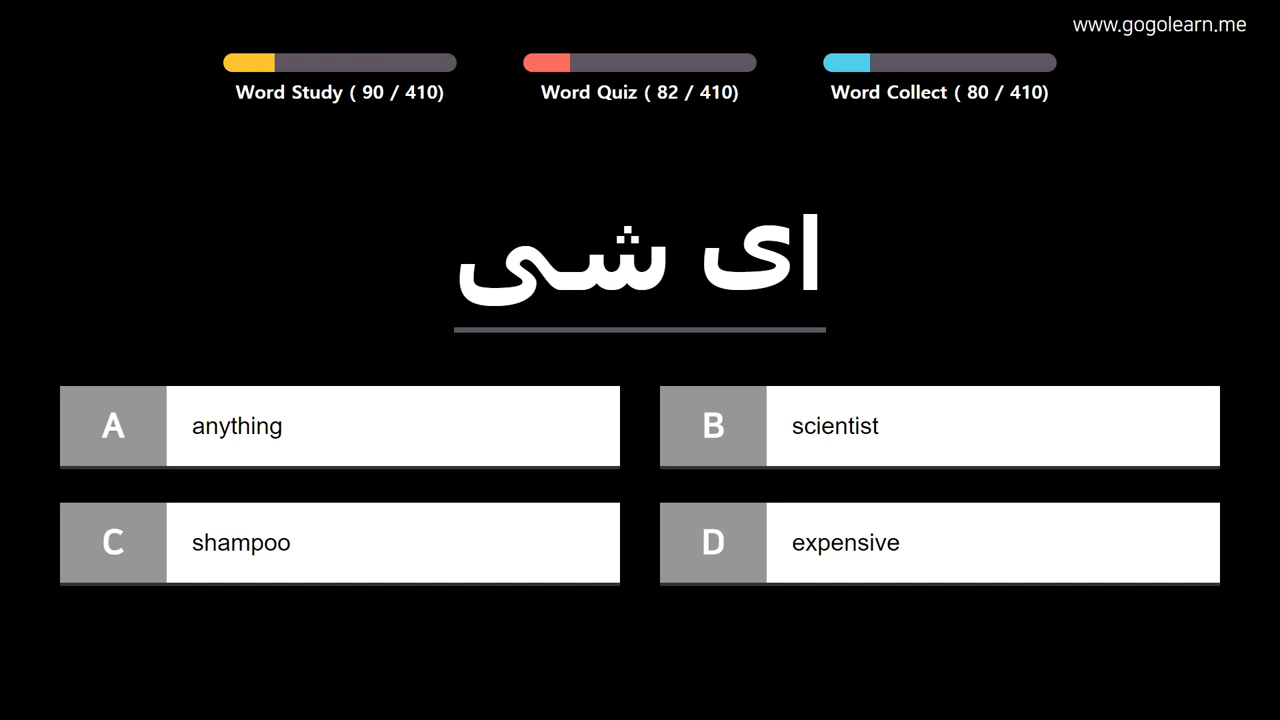 www.gogolearn.me
Word Study ( 90 / 410)
Word Quiz ( 82 / 410)
Word Collect ( 80 / 410)
ای شی
A anything
B scientist
C shampoo
D expensive